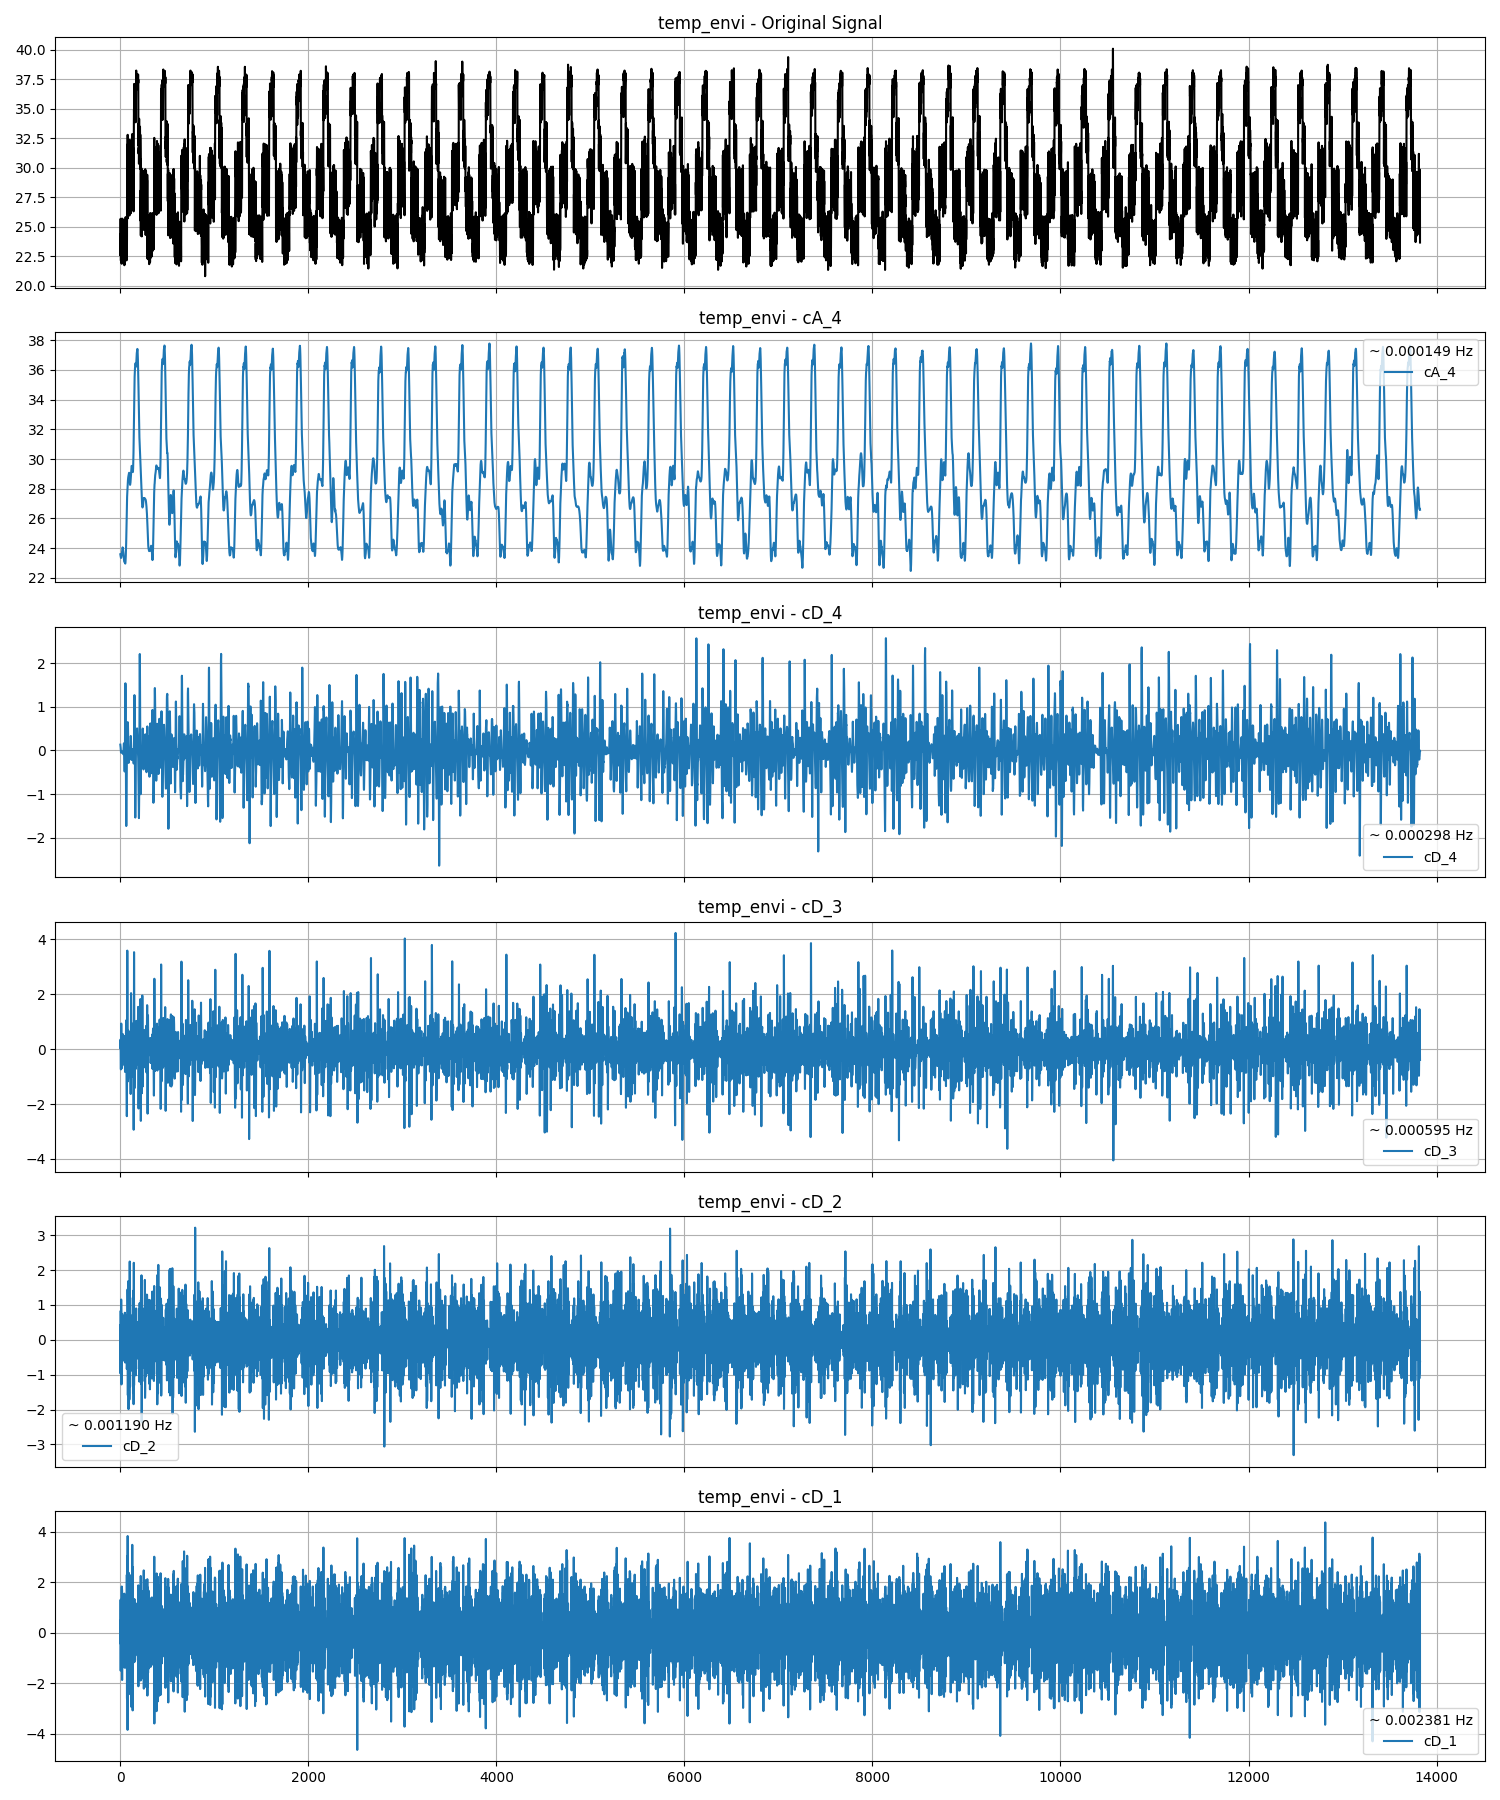 temp_envi - Original Signal
40.0
37.5
35.0
32.5
30.0
27.5
25.0
22.5
20.0
temp_envi - cA_4
38
36
34
32
30
28
26
24
22
~ 0.000149 Hz
cA_4
temp_envi - cD_4
2
1
0
−1
−2
~ 0.000298 Hz
cD_4
temp_envi - cD_3
4
2
0
−2
−4
~ 0.000595 Hz
cD_3
temp_envi - cD_2
3
2
1
0
−1
−2
−3
~ 0.001190 Hz
cD_2
temp_envi - cD_1
4
2
0
−2
−4
~ 0.002381 Hz
cD_1
0 2000 4000 6000 8000 10000 12000 14000